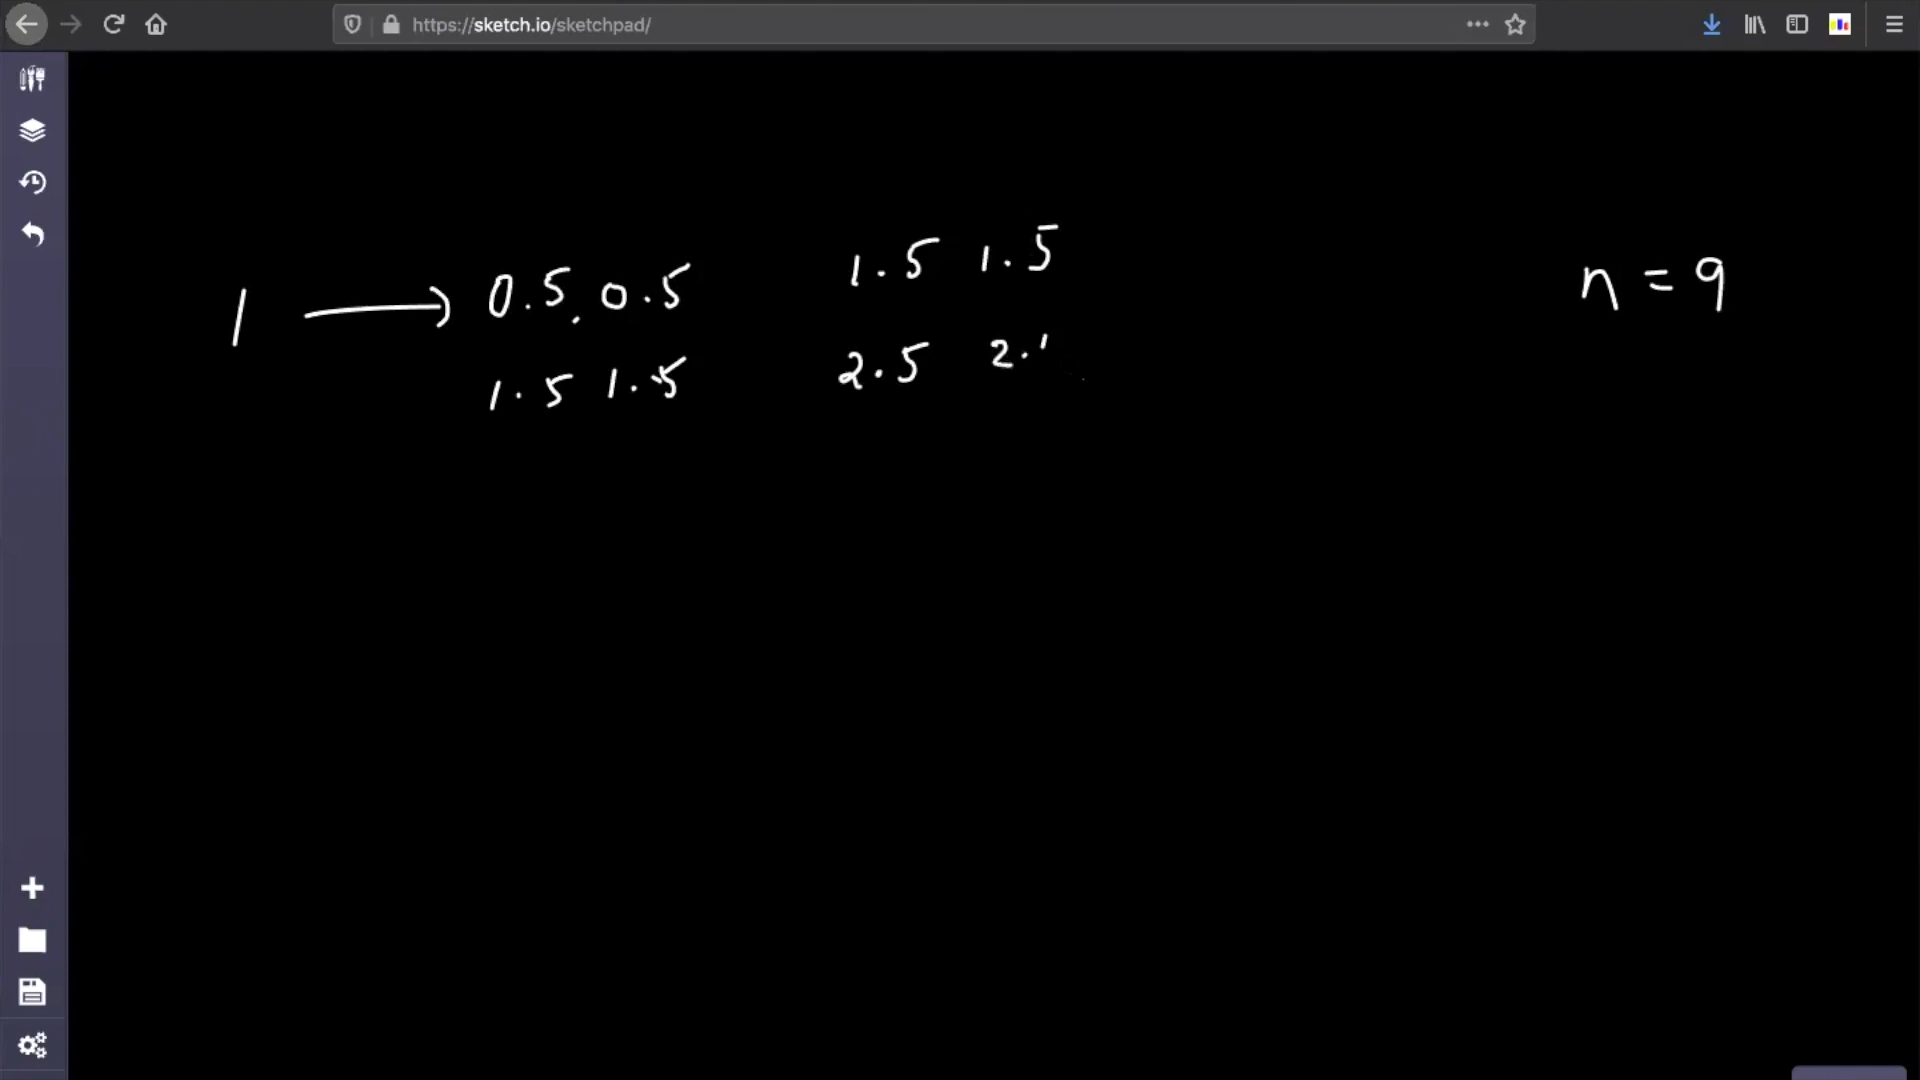 https://sketch.io/sketchpad/
1.5 1.5
1 → 0.5, 0.5
n = 9
2.5 2.
1.5 1.5